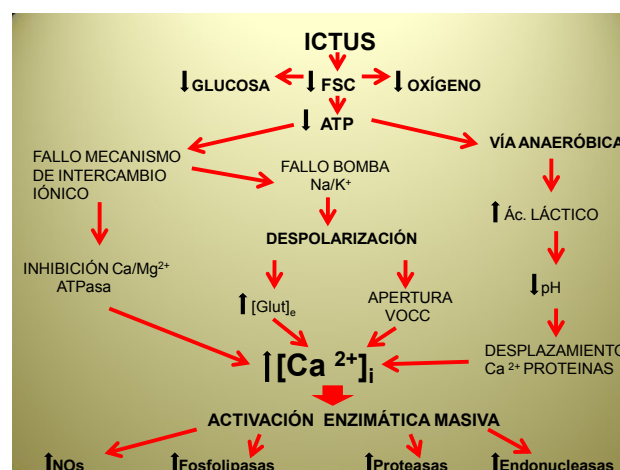 ICTUS
↓GLUCOSA ↓ FSC ↓ OXÍGENO
↓ ATP
VÍA ANAERÓBICA
FALLO MECANISMO
DE INTERCAMBIO
IÓNICO
FALLO BOMBA
Na/K⁺
↑ Ác. LÁCTICO
DESPOLARIZACIÓN
INHIBICIÓN Ca/Mg²⁺
ATPasa
↑ [Glut]ₑ
APERTURA
VOCC
↓pH
↑[Ca ²⁺]ᵢ
DESPLAZAMIENTO
Ca ²⁺ PROTEINAS
ACTIVACIÓN ENZIMÁTICA MASIVA
↑NOs ↑Fosfolipasas ↑Proteasas ↑Endonucleasas